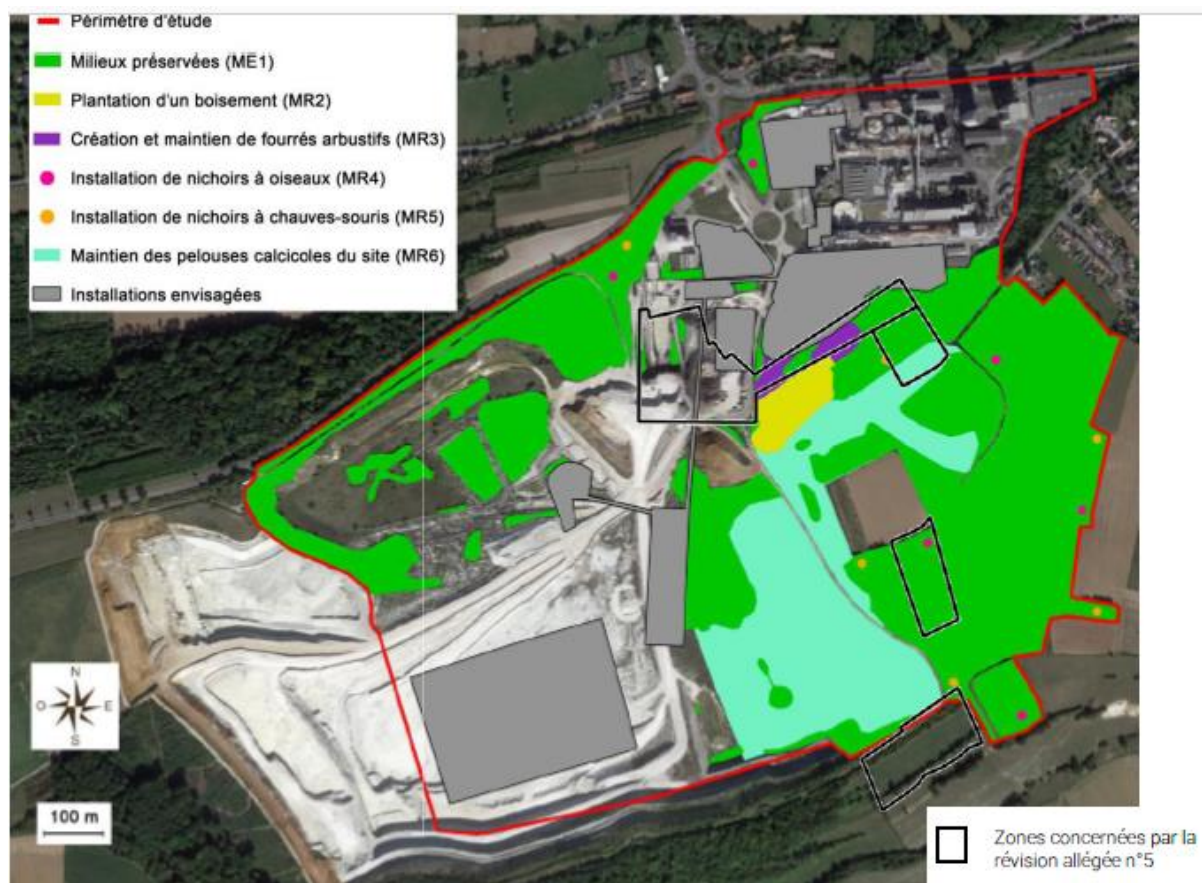 Périmètre d'étude
Milieux préservées (ME1)
Plantation d'un boisement (MR2)
Création et maintien de fourrés arbustifs (MR3)
Installation de nichoirs à oiseaux (MR4)
Installation de nichoirs à chauves-souris (MR5)
Maintien des pelouses calcicoles du site (MR6)
Installations envisagées
N
O E
S
100 m
Zones concernées par la
révision allégée n°5